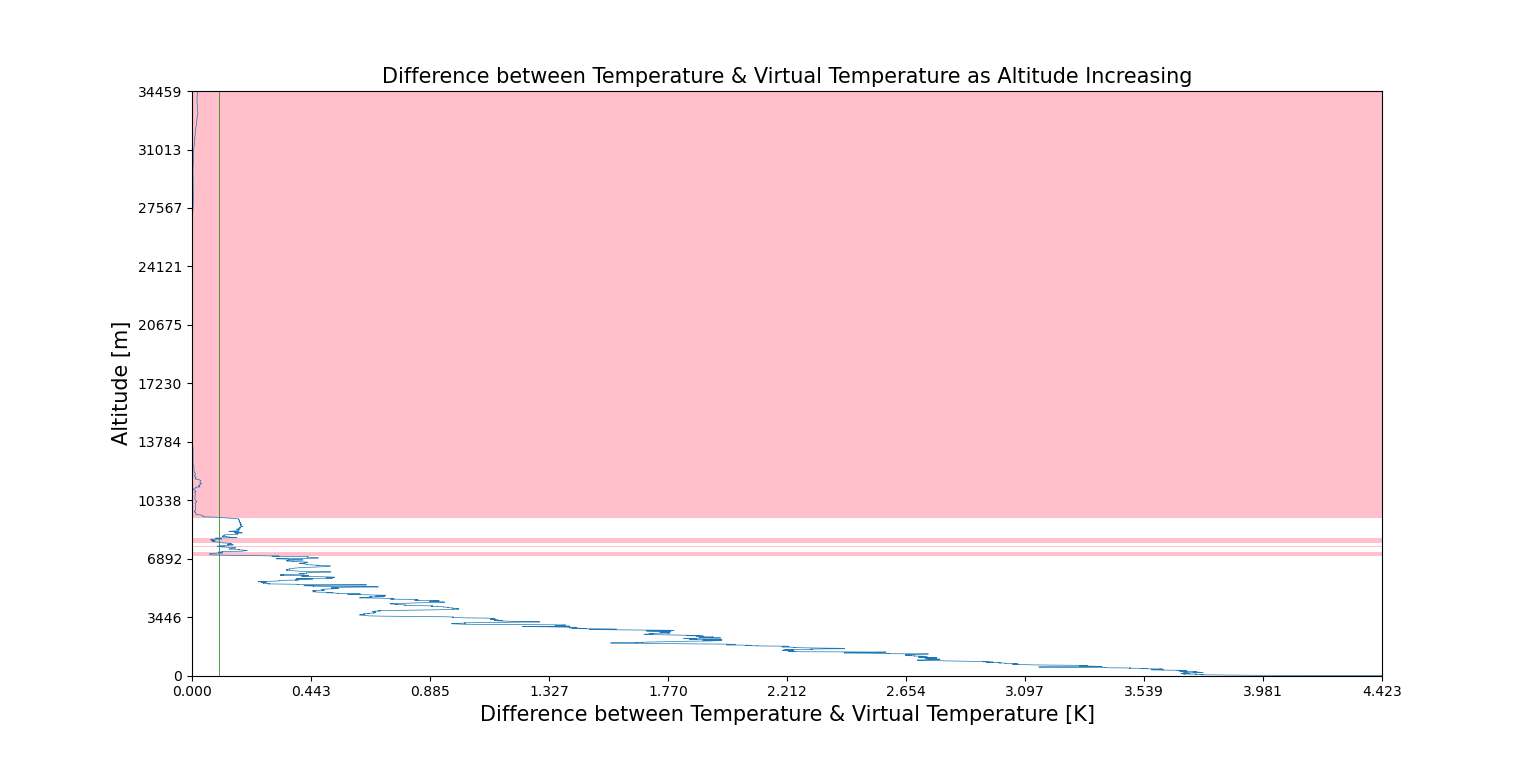 Difference between Temperature & Virtual Temperature as Altitude Increasing
34459
31013
27567
24121
20675
17230
13784
10338
6892
3446
0
Altitude [m]
0.000 0.443 0.885 1.327 1.770 2.212 2.654 3.097 3.539 3.981 4.423
Difference between Temperature & Virtual Temperature [K]